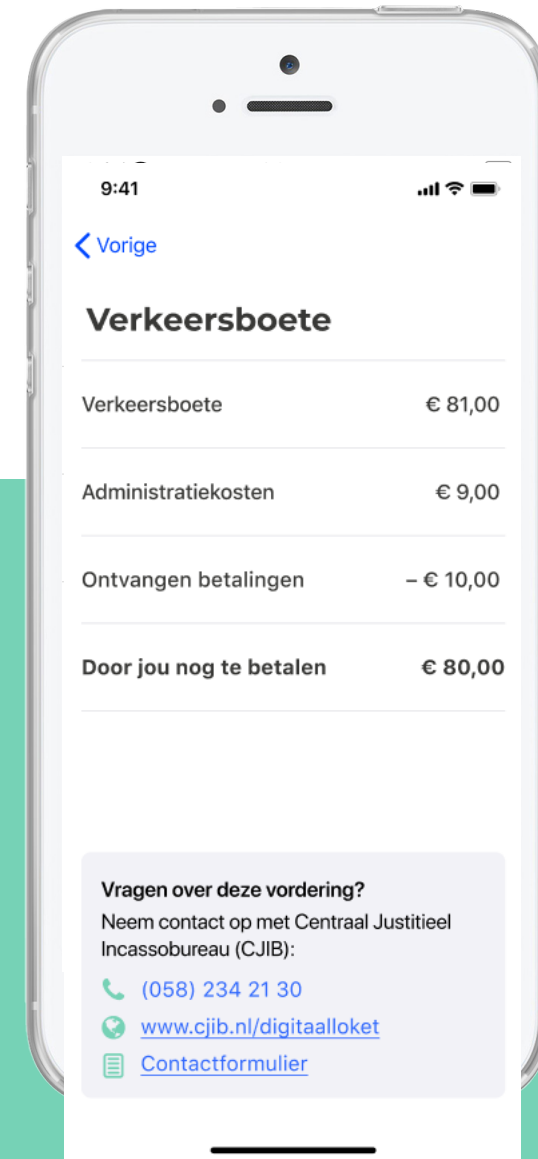 9:41
Vorige
Verkeersboete
Verkeersboete € 81,00
Administratiekosten € 9,00
Ontvangen betalingen – € 10,00
Door jou nog te betalen € 80,00
Vragen over deze vordering?
Neem contact op met Centraal Justitieel
Incassobureau (CJIB):
(058) 234 21 30
www.cjib.nl/digitaalloket
Contactformulier